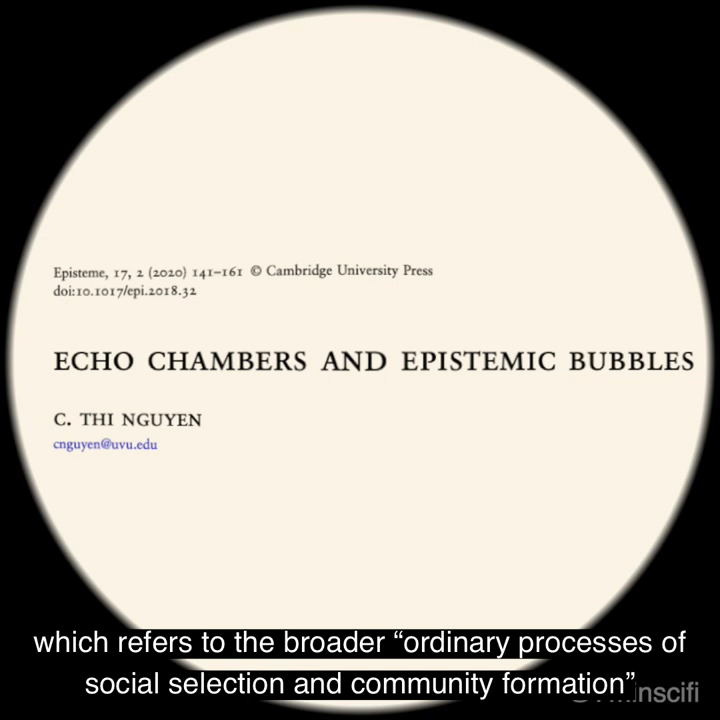 Episteme, 17, 2 (2020) 141–161 © Cambridge University Press
doi:10.1017/epi.2018.32
ECHO CHAMBERS AND EPISTEMIC BUBBLES
C. THI NGUYEN
cnguyen@uvu.edu
which refers to the broader “ordinary processes of
social selection and community formation”